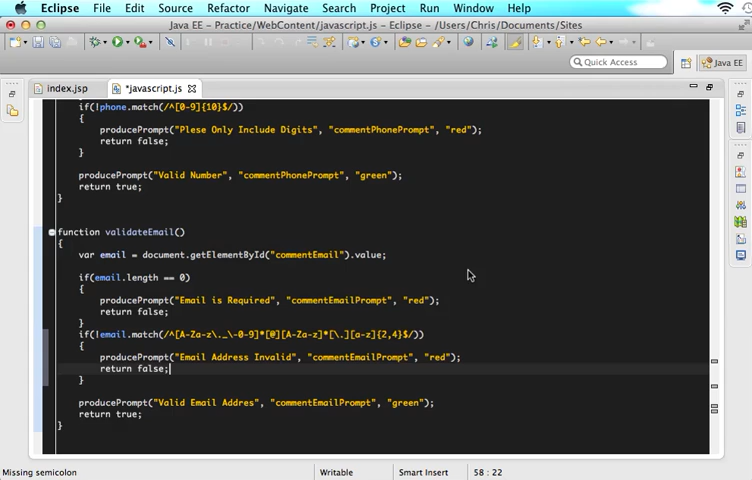 Eclipse File Edit Source Refactor Navigate Search Project Run Window Help
Java EE - Practice/WebContent/javascript.js - Eclipse - /Users/Chris/Documents/Sites
Quick Access Java EE
index.jsp *javascript.js
if(!phone.match(/^[0-9]{10}$/))
{
producePrompt("Plese Only Include Digits", "commentPhonePrompt", "red");
return false;
}
producePrompt("Valid Number", "commentPhonePrompt", "green");
return true;
}
function validateEmail()
{
var email = document.getElementById("commentEmail").value;
if(email.length == 0)
{
producePrompt("Email is Required", "commentEmailPrompt", "red");
return false;
}
if(!email.match(/^[A-Za-z\._\-0-9]*[@][A-Za-z]*[\.][a-z]{2,4}$/))
{
producePrompt("Email Address Invalid", "commentEmailPrompt", "red");
return false;
}
producePrompt("Valid Email Addres", "commentEmailPrompt", "green");
return true;
}
Missing semicolon Writable Smart Insert 58 : 22